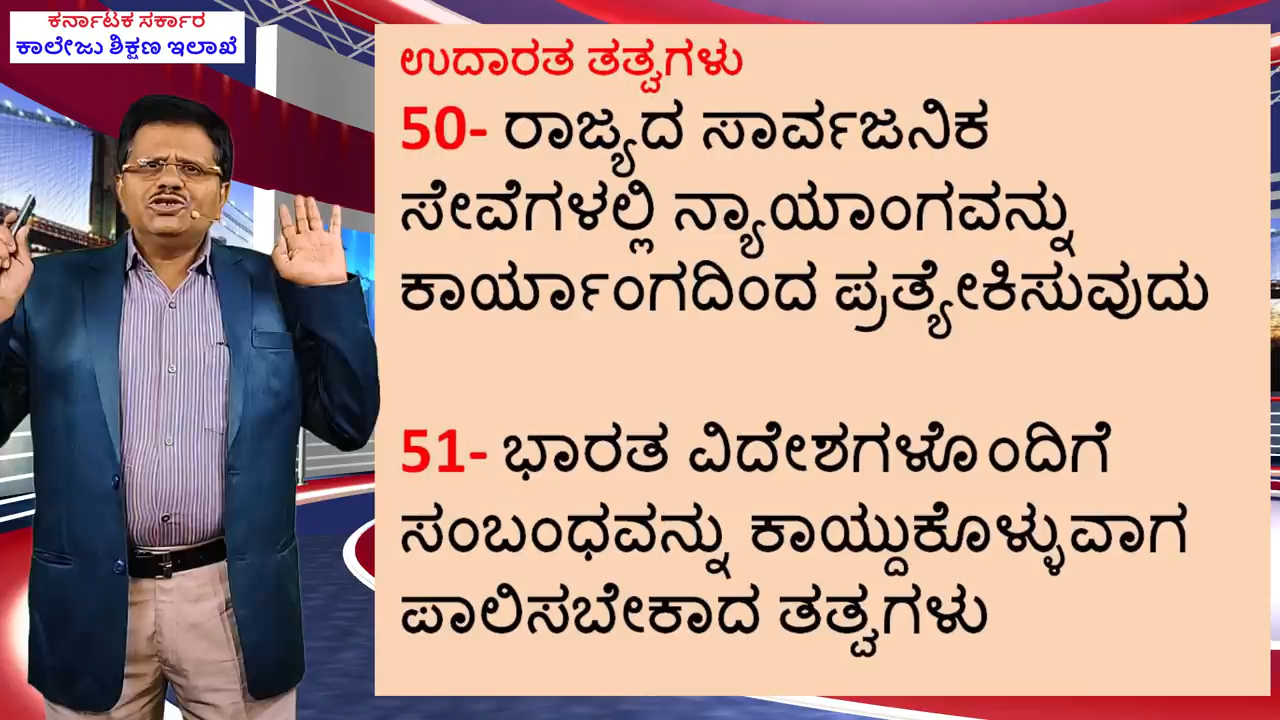 ಕರ್ನಾಟಕ ಸರ್ಕಾರ
ಕಾಲೇಜು ಶಿಕ್ಷಣ ಇಲಾಖೆ
ಉದಾರತ ತತ್ವಗಳು
50- ರಾಜ್ಯದ ಸಾರ್ವಜನಿಕ
ಸೇವೆಗಳಲ್ಲಿ ನ್ಯಾಯಾಂಗವನ್ನು
ಕಾರ್ಯಾಂಗದಿಂದ ಪ್ರತ್ಯೇಕಿಸುವುದು
51- ಭಾರತ ವಿದೇಶಗಳೊಂದಿಗೆ
ಸಂಬಂಧವನ್ನು ಕಾಯ್ದುಕೊಳ್ಳುವಾಗ
ಪಾಲಿಸಬೇಕಾದ ತತ್ವಗಳು